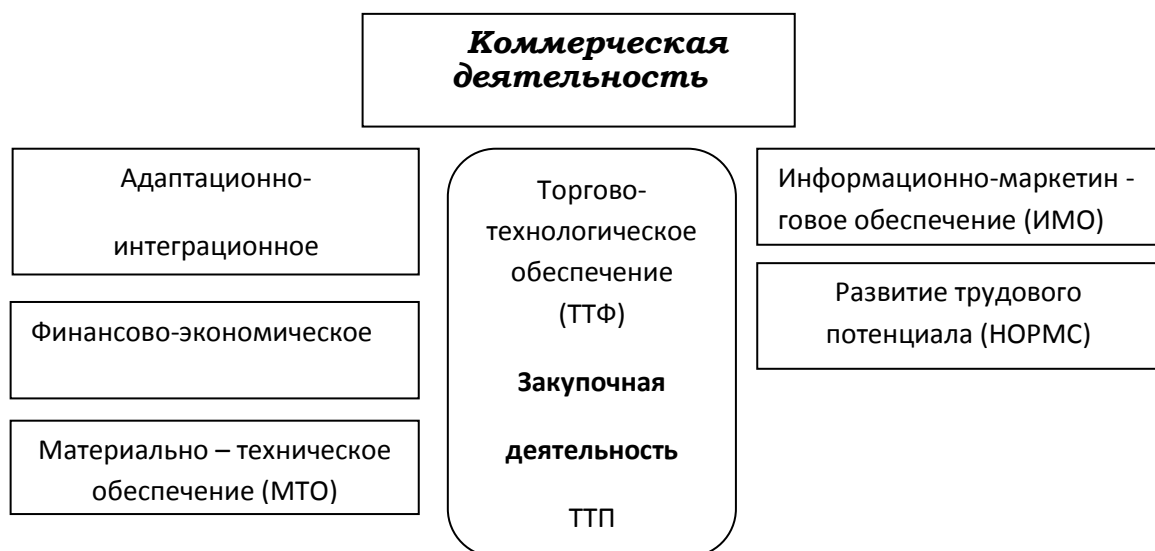 Коммерческая
деятельность
Адаптационно-
интеграционное
Финансово-экономическое
Материально – техническое
обеспечение (МТО)
Торгово-
технологическое
обеспечение
(ТТФ)
Закупочная
деятельность
ТТП
Информационно-маркетин -
говое обеспечение (ИМО)
Развитие трудового
потенциала (НОРМС)